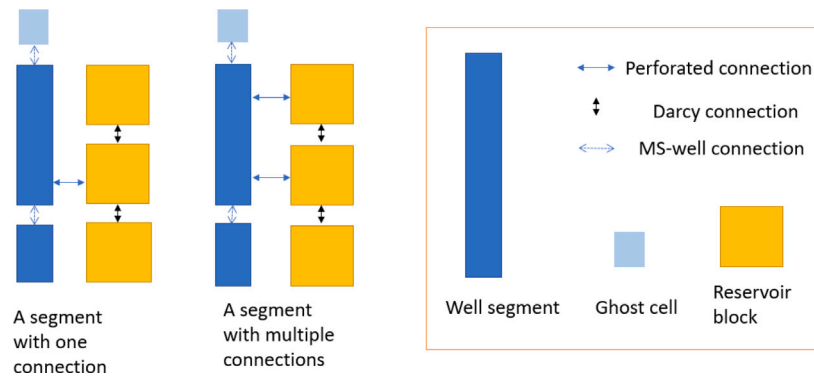 A segment
with one
connection
A segment
with multiple
connections
Perforated connection
Darcy connection
MS-well connection
Well segment
Ghost cell
Reservoir
block